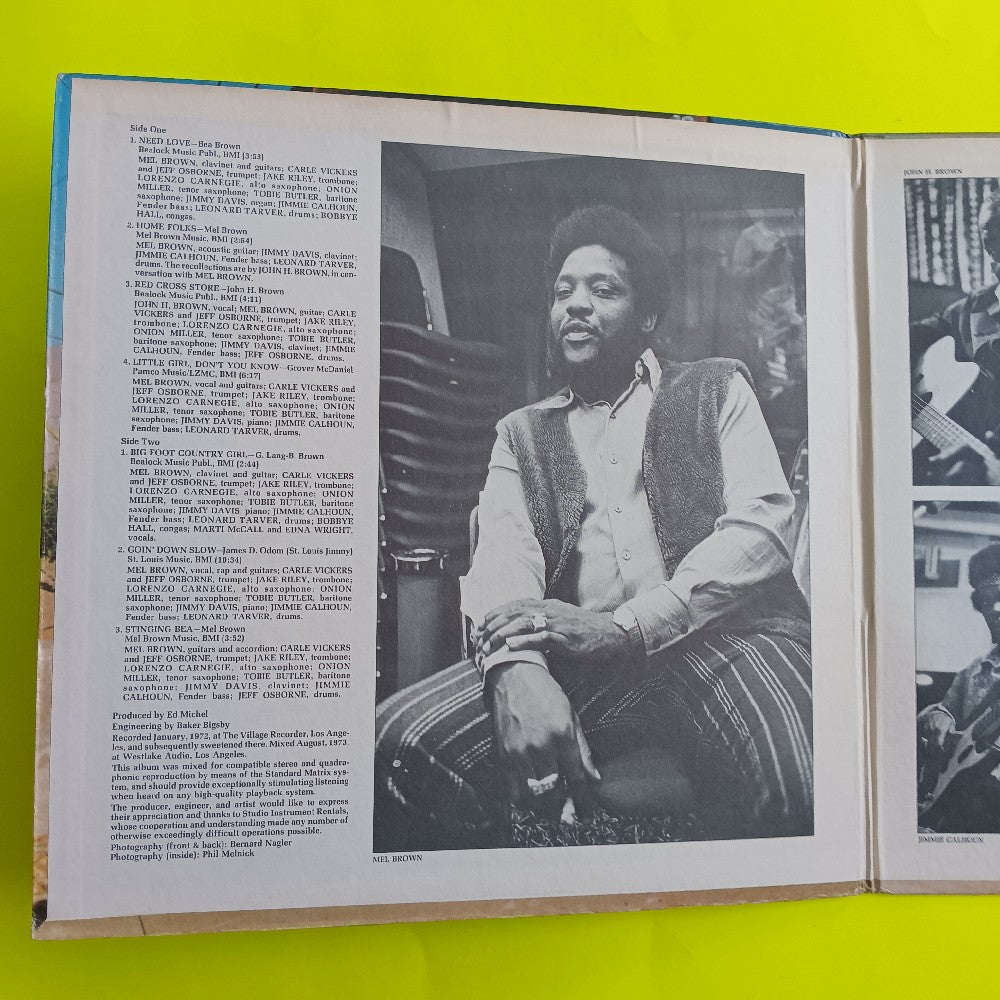 Side One
1. NEED LOVE—Bea Brown
Bealock Music Publ., BMI (3:53)
MEL BROWN, clavinet and guitars; CARLE VICKERS
and JEFF OSBORNE, trumpet; JAKE RILEY, trombone;
LORENZO CARNEGIE, alto saxophone; ONION
MILLER, tenor saxophone; TOBIE BUTLER, baritone
saxophone; JIMMY DAVIS, organ; JIMMIE CALHOUN,
Fender bass; LEONARD TARVER, drums; BOBBYE
HALL, congas.
2. HOME FOLKS—Mel Brown
Mel Brown Music, BMI (2:54)
MEL BROWN, acoustic guitar; JIMMY DAVIS, clavinet;
JIMMIE CALHOUN, Fender bass; LEONARD TARVER,
drums. The recollections are by JOHN H. BROWN, in con-
versation with MEL BROWN.
3. RED CROSS STORE—John H. Brown
Bealock Music Publ., BMI (4:11)
JOHN H. BROWN, vocal; MEL BROWN, guitar; CARLE
VICKERS and JEFF OSBORNE, trumpet; JAKE RILEY,
trombone; LORENZO CARNEGIE, alto saxophone;
ONION MILLER, tenor saxophone; TOBIE BUTLER,
baritone saxophone; JIMMY DAVIS, clavinet; JIMMIE
CALHOUN, Fender bass; JEFF OSBORNE, drums.
4. LITTLE GIRL, DON'T YOU KNOW—Grover McDaniel
Pamco Music/LZMC, BMI (6:17)
MEL BROWN, vocal and guitars; CARLE VICKERS and
JEFF OSBORNE, trumpet; JAKE RILEY, trombone;
LORENZO CARNEGIE, alto saxophone; ONION
MILLER, tenor saxophone; TOBIE BUTLER, baritone
saxophone; JIMMY DAVIS, piano; JIMMIE CALHOUN,
Fender bass; LEONARD TARVER, drums.
Side Two
1. BIG FOOT COUNTRY GIRL—G. Lang-B Brown
Bealock Music Publ., BMI (2:44)
MEL BROWN, clavinet and guitars; CARLE VICKERS
and JEFF OSBORNE, trumpet; JAKE RILEY, trombone;
LORENZO CARNEGIE, alto saxophone; ONION
MILLER, tenor saxophone; TOBIE BUTLER, baritone
saxophone; JIMMY DAVIS, piano; JIMMIE CALHOUN,
Fender bass; LEONARD TARVER, drums; BOBBYE
HALL, congas; MARTI McCALL and EDNA WRIGHT,
vocals.
2. GOIN' DOWN SLOW—James D. Odom (St. Louis Jimmy)
St. Louis Music, BMI (10:34)
MEL BROWN, vocal, rap and guitars; CARLE VICKERS
and JEFF OSBORNE, trumpet; JAKE RILEY, trombone;
LORENZO CARNEGIE, alto saxophone; ONION
MILLER, tenor saxophone; TOBIE BUTLER, baritone
saxophone; JIMMY DAVIS, piano; JIMMIE CALHOUN,
Fender bass; LEONARD TARVER, drums.
3. STINGING BEA—Mel Brown
Mel Brown Music, BMI (3:52)
MEL BROWN, guitars and accordion; CARLE VICKERS
and JEFF OSBORNE, trumpet; JAKE RILEY, trombone;
LORENZO CARNEGIE, alto saxophone; ONION
MILLER, tenor saxophone; TOBIE BUTLER, baritone
saxophone; JIMMY DAVIS, clavinet; JIMMIE
CALHOUN, Fender bass; JEFF OSBORNE, drums.
Produced by Ed Michel
Engineering by Baker Bigsby
Recorded January, 1972, at The Village Recorder, Los Ange-
les, and subsequently sweetened there. Mixed August, 1973,
at Westlake Audio, Los Angeles.
This album was mixed for compatible stereo and quadra-
phonic reproduction by means of the Standard Matrix sys-
tem, and should provide exceptionally stimulating listening
when heard on any high-quality playback system.
The producer, engineer, and artist would like to express
their appreciation and thanks to Studio Instrument Rentals,
whose cooperation and understanding made any number of
otherwise exceedingly difficult operations possible.
Photography (front & back): Bernard Nagler
Photography (inside): Phil Melnick
MEL BROWN
JOHN H. BROWN
JIMMIE CALHOUN